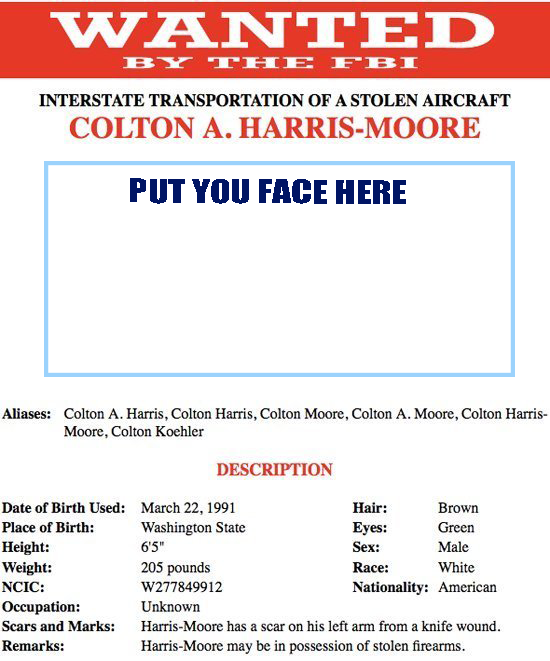 WANTED
BY THE FBI
INTERSTATE TRANSPORTATION OF A STOLEN AIRCRAFT
COLTON A. HARRIS-MOORE
PUT YOU FACE HERE
Aliases: Colton A. Harris, Colton Harris, Colton Moore, Colton A. Moore, Colton Harris-
Moore, Colton Koehler
DESCRIPTION
Date of Birth Used: March 22, 1991 Hair: Brown
Place of Birth: Washington State Eyes: Green
Height: 6'5" Sex: Male
Weight: 205 pounds Race: White
NCIC: W277849912 Nationality: American
Occupation: Unknown
Scars and Marks: Harris-Moore has a scar on his left arm from a knife wound.
Remarks: Harris-Moore may be in possession of stolen firearms.